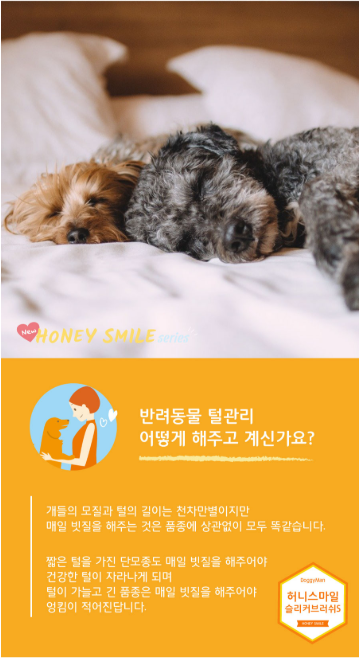 New
HONEY SMILE series
반려동물 털관리
어떻게 해주고 계신가요?
개들의 모질과 털의 길이는 천차만별이지만
매일 빗질을 해주는 것은 품종에 상관없이 모두 똑같습니다.
짧은 털을 가진 단모종도 매일 빗질을 해주어야
건강한 털이 자라나게 되며
털이 가늘고 긴 품종은 매일 빗질을 해주어야
엉킴이 적어진답니다.
DoggyMan
허니스마일
슬리커브러쉬S
HONEY SMILE